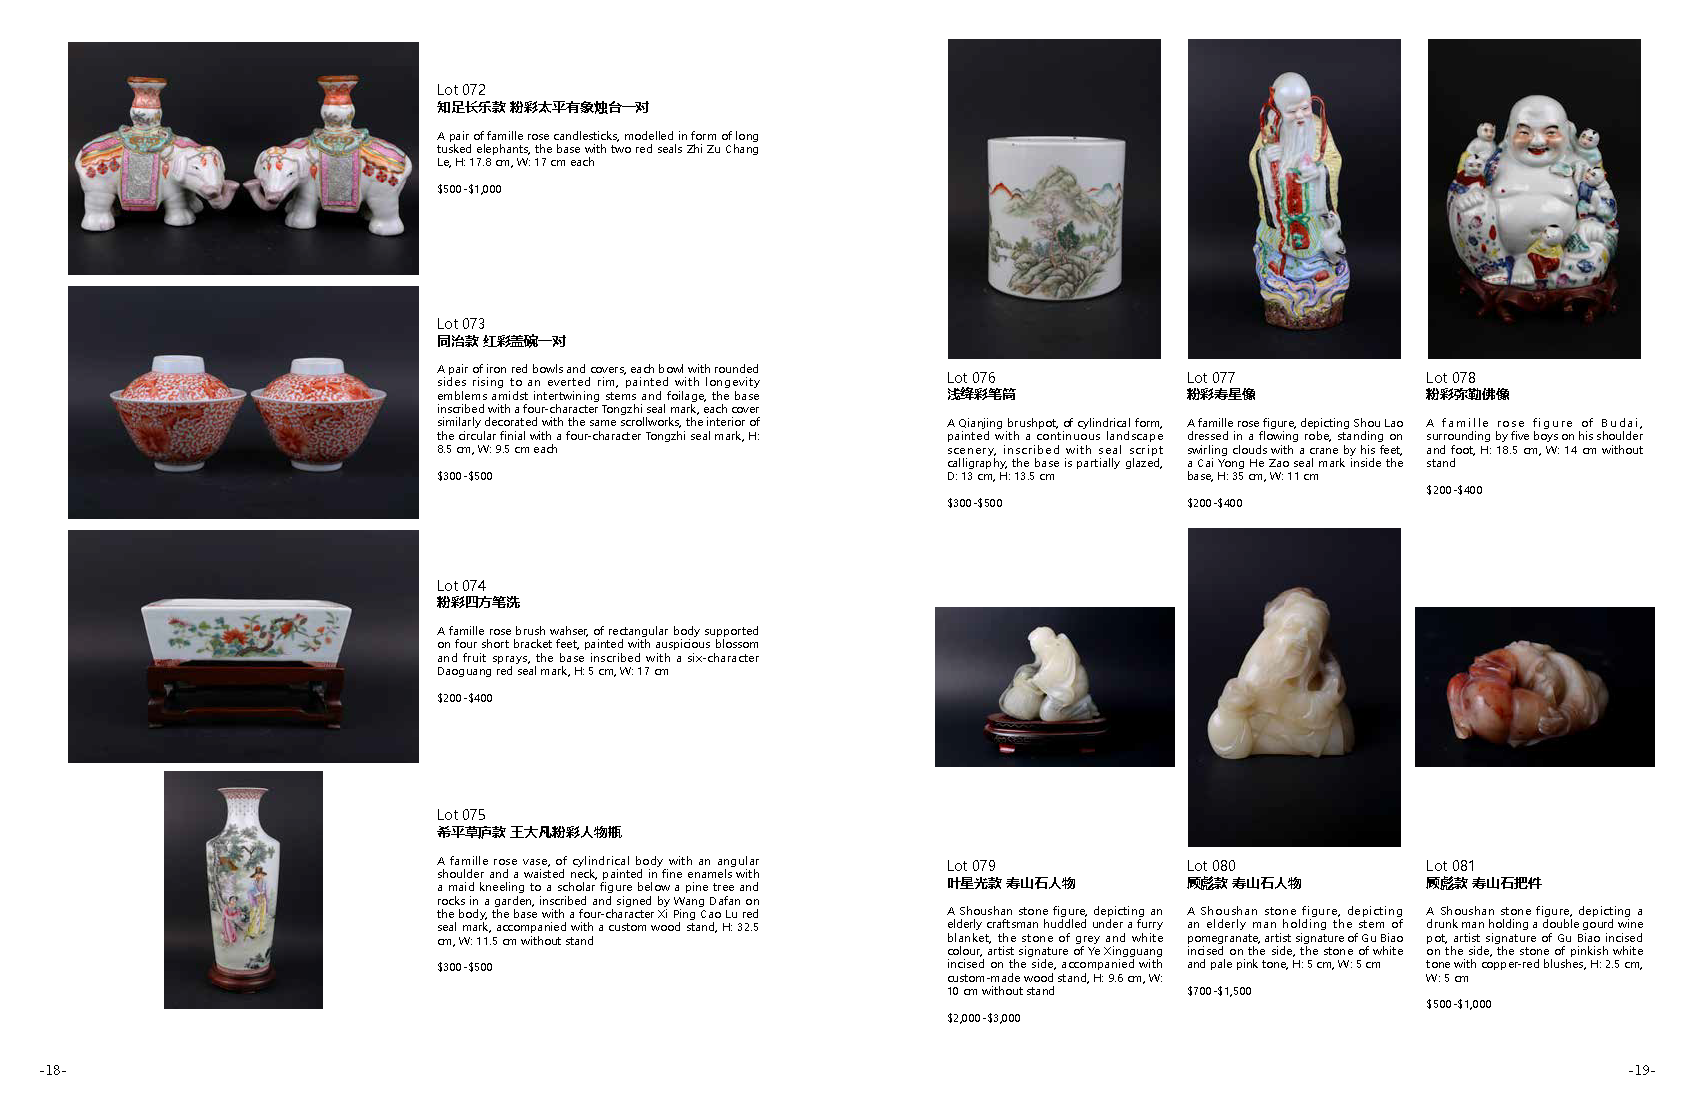 Lot 072
知足长乐款 粉彩太平有象烛台一对
A pair of famille rose candlesticks, modelled in form of long
tusked elephants, the base with two red seals Zhi Zu Chang
Le, H: 17.8 cm, W: 17 cm each
$500-$1,000
Lot 073
同治款 红彩盖碗一对
A pair of iron red bowls and covers, each bowl with rounded
sides rising to an everted rim, painted with longevity
emblems amidst intertwining stems and foilage, the base
inscribed with a four-character Tongzhi seal mark, each cover
similarly decorated with the same scrollworks, the interior of
the circular finial with a four-character Tongzhi seal mark, H:
8.5 cm, W: 9.5 cm each
$300-$500
Lot 074
粉彩四方笔洗
A famille rose brush wahser, of rectangular body supported
on four short bracket feet, painted with auspicious blossom
and fruit sprays, the base inscribed with a six-character
Daoguang red seal mark, H: 5 cm, W: 17 cm
$200-$400
Lot 075
希平草庐款 王大凡粉彩人物瓶
A famille rose vase, of cylindrical body with an angular
shoulder and a waisted neck, painted in fine enamels with
a maid kneeling to a scholar figure below a pine tree and
rocks in a garden, inscribed and signed by Wang Dafan on
the body, the base with a four-character Xi Ping Cao Lu red
seal mark, accompanied with a custom wood stand, H: 32.5
cm, W: 11.5 cm without stand
$300-$500
-18-
Lot 076
浅绛彩笔筒
A Qianjing brushpot, of cylindrical form,
painted with a continuous landscape
scenery, inscribed with seal script
calligraphy, the base is partially glazed,
D: 13 cm, H: 13.5 cm
$300-$500
Lot 077
粉彩寿星像
A famille rose figure, depicting Shou Lao
dressed in a flowing robe, standing on
swirling clouds with a crane by his feet,
a Cai Yong He Zao seal mark inside the
base, H: 35 cm, W: 11 cm
$200-$400
Lot 078
粉彩弥勒佛像
A famille rose figure of Budai,
surrounding by five boys on his shoulder
and foot, H: 18.5 cm, W: 14 cm without
stand
$200-$400
Lot 079
叶星光款 寿山石人物
A Shoushan stone figure, depicting an
elderly craftsman huddled under a furry
blanket, the stone of grey and white
colour, artist signature of Ye Xingguang
incised on the side, accompanied with
custom-made wood stand, H: 9.6 cm, W:
10 cm without stand
$2,000-$3,000
Lot 080
顾彪款 寿山石人物
A Shoushan stone figure, depicting
an elderly man holding the stem of
pomegranate, artist signature of Gu Biao
incised on the side, the stone of white
and pale pink tone, H: 5 cm, W: 5 cm
$700-$1,500
Lot 081
顾彪款 寿山石把件
A Shoushan stone figure, depicting a
drunk man holding a double gourd wine
pot, artist signature of Gu Biao incised
on the side, the stone of pinkish white
tone with copper-red blushes, H: 2.5 cm,
W: 5 cm
$500-$1,000
-19-